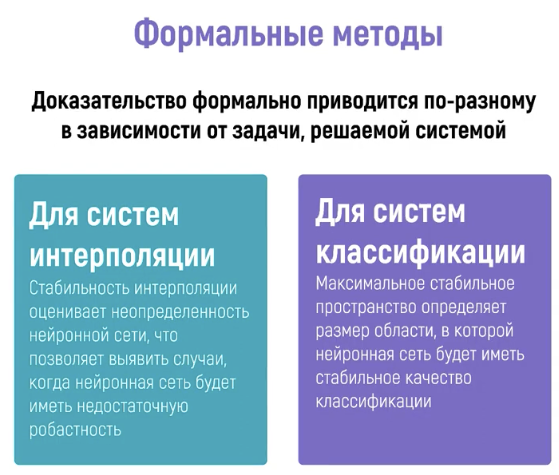 Формальные методы
Доказательство формально приводится по-разному
в зависимости от задачи, решаемой системой
Для систем
интерполяции
Стабильность интерполяции
оценивает неопределенность
нейронной сети, что
позволяет выявить случаи,
когда нейронная сеть будет
иметь недостаточную
робастность
Для систем
классификации
Максимальное стабильное
пространство определяет
размер области, в которой
нейронная сеть будет иметь
стабильное качество
классификации